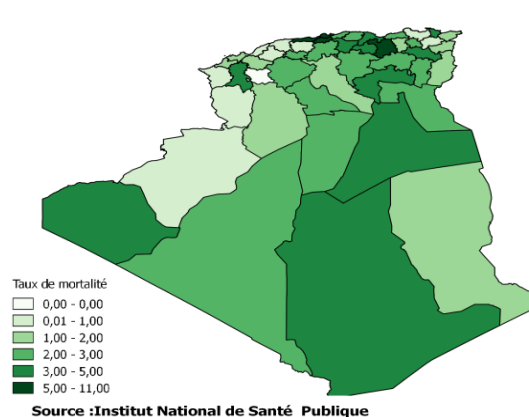 Taux de mortalité
0,00 - 0,00
0,01 - 1,00
1,00 - 2,00
2,00 - 3,00
3,00 - 5,00
5,00 - 11,00
Source :Institut National de Santé Publique